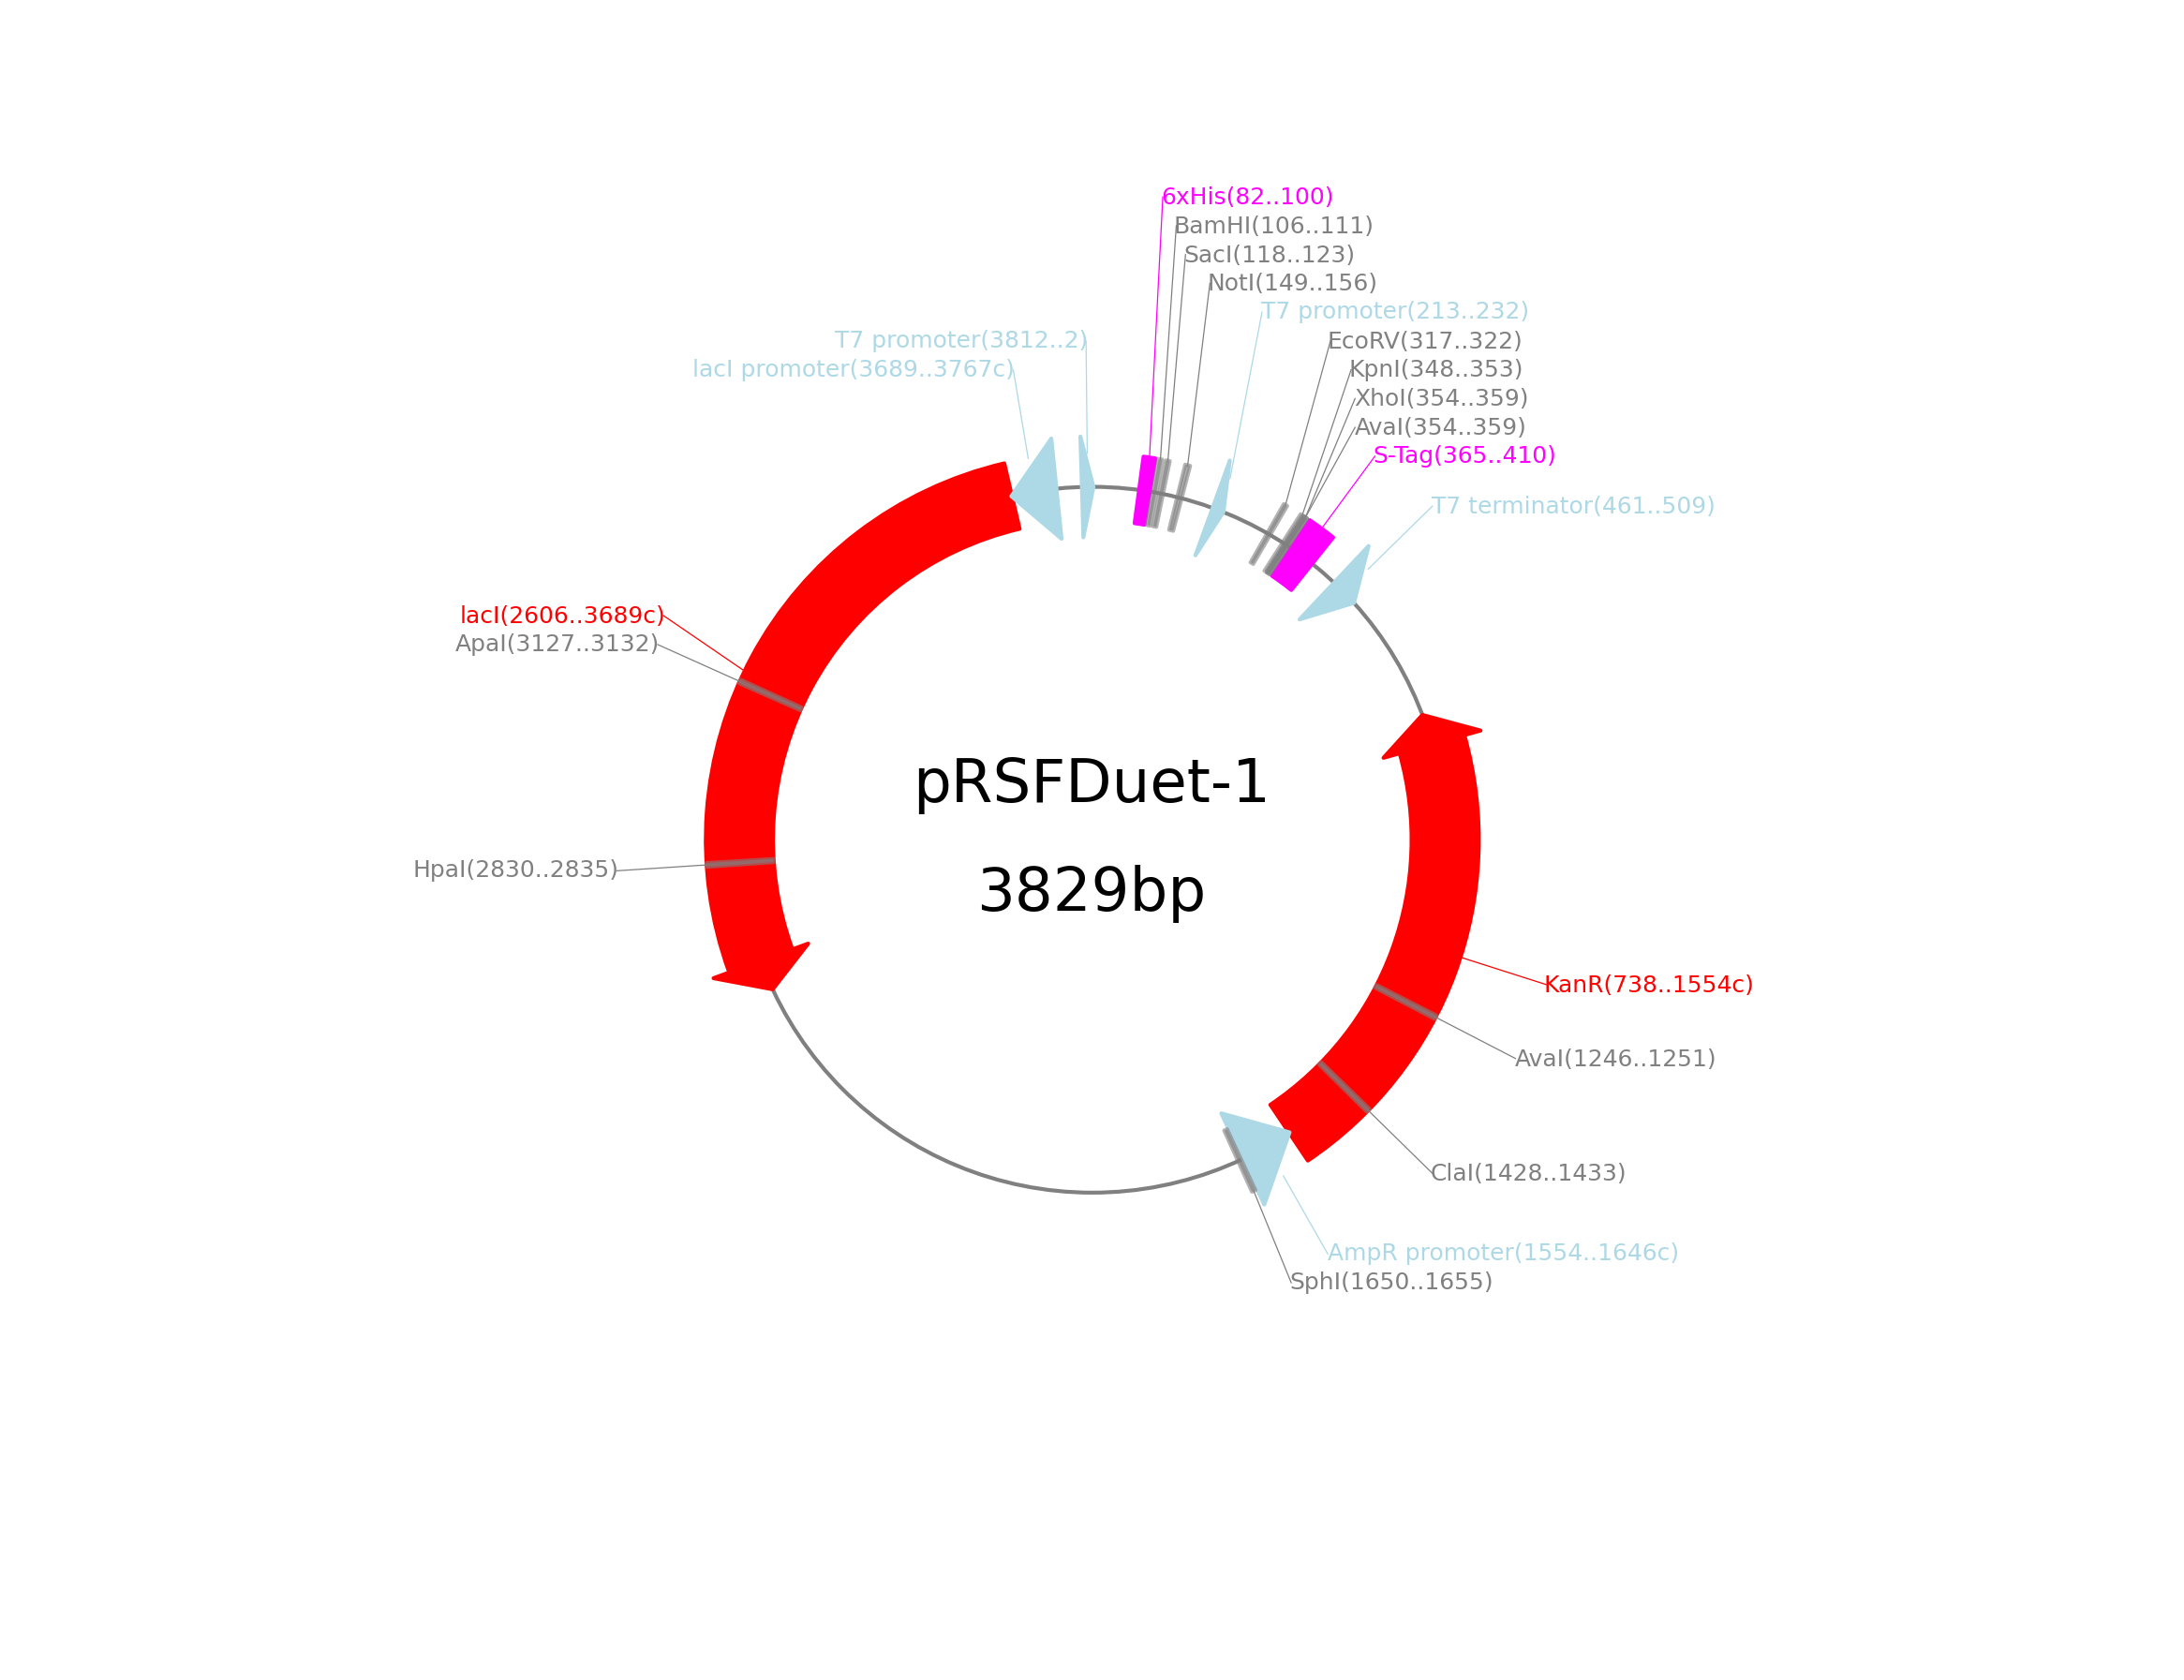 6xHis(82..100)
BamHI(106..111)
SacI(118..123)
NotI(149..156)
T7 promoter(213..232)
T7 promoter(3812..2)
EcoRV(317..322)
lacI promoter(3689..3767c)
KpnI(348..353)
XhoI(354..359)
AvaI(354..359)
S-Tag(365..410)
T7 terminator(461..509)
lacI(2606..3689c)
ApaI(3127..3132)
pRSFDuet-1
3829bp
HpaI(2830..2835)
KanR(738..1554c)
AvaI(1246..1251)
ClaI(1428..1433)
AmpR promoter(1554..1646c)
SphI(1650..1655)